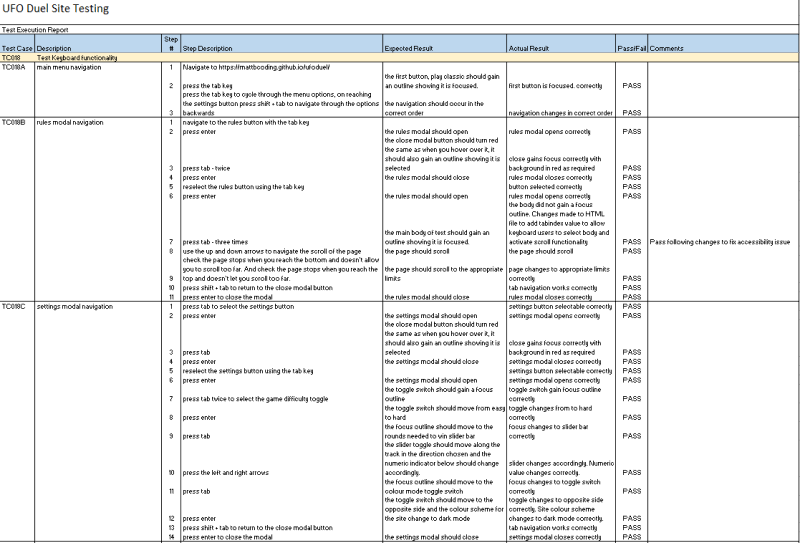 UFO Duel Site Testing
Test Execution Report
Step
Test Case Description # Step Description Expected Result Actual Result Pass/Fail Comments
TC018 Test Keyboard functionality
TC018A main menu navigation 1 Navigate to https://mattbcoding.github.io/ufoduel/
the first button, play classic should gain
2 press the tab key an outline showing it is focused. first button is focused. correctly PASS
press the tab key to cycle through the menu options, on reaching
the settings button press shift + tab to navigate through the options the navigation should occur in the
3 backwards correct order navigation changes in correct order PASS
TC018B rules modal navigation 1 navigate to the rules button with the tab key
2 press enter the rules modal should open rules modal opens correctly PASS
the close modal button should turn red
the same as when you hover over it, it
should also gain an outline showing it is close gains focus correctly with
3 press tab - twice selected background in red as required PASS
4 press enter the rules modal should close rules modal closes correctly PASS
5 reselect the rules button using the tab key button selected correctly PASS
6 press enter the rules modal should open rules modal opens correctly PASS
the body did not gain a focus
outline. Changes made to HTML
file to add tabindex value to allow
the main body of test should gain an keyboard users to select body and
7 press tab - three times outline showing it is focused. activate scroll functionality PASS Pass following changes to fix accessibility issue
8 use the up and down arrows to navigate the scroll of the page the page should scroll the page should scroll PASS
check the page stops when you reach the bottom and doesn't allow
you to scroll too far. And check the page stops when you reach the the page should scroll to the appropriate page changes to appropriate limits
9 top and doesn't let you scroll too far. limits correctly PASS
10 press shift + tab to return to the close modal button tab navigation works correctly PASS
11 press enter to close the modal the rules modal should close rules modal closes correctly PASS
TC018C settings modal navigation 1 press tab to select the settings button settings button selectable correctly PASS
2 press enter the settings modal should open settings modal opens correctly PASS
the close modal button should turn red
the same as when you hover over it, it
should also gain an outline showing it is close gains focus correctly with
3 press tab selected background in red as required PASS
4 press enter the settings modal should close settings modal closes correctly PASS
5 reselect the settings button using the tab key settings button selectable correctly PASS
6 press enter the settings modal should open settings modal opens correctly PASS
the toggle switch should gain a focus toggle switch gain focus outline
7 press tab twice to select the game difficulty toggle outline correctly PASS
the toggle switch should move from easy toggle changes from to hard
8 press enter to hard correctly PASS
the focus outline should move to the focus changes to slider bar
9 press tab rounds needed to win slider bar correctly PASS
the slider toggle should move along the
track in the direction chosen and the
numeric indicator below should change slider changes accordingly. Numeric
10 press the left and right arrows accordingly. value changes correctly. PASS
the focus outline should move to the focus changes to toggle switch
11 press tab colour mode toggle switch correctly PASS
the toggle switch should move to the toggle changes to opposite side
opposite side and the colour scheme for correctly, Site colour scheme
12 press enter the site change to dark mode changes to dark mode correctly. PASS
13 press shift + tab to return to the close modal button tab navigation works correctly PASS
14 press enter to close the modal the settings modal should close settings modal closes correctly PASS